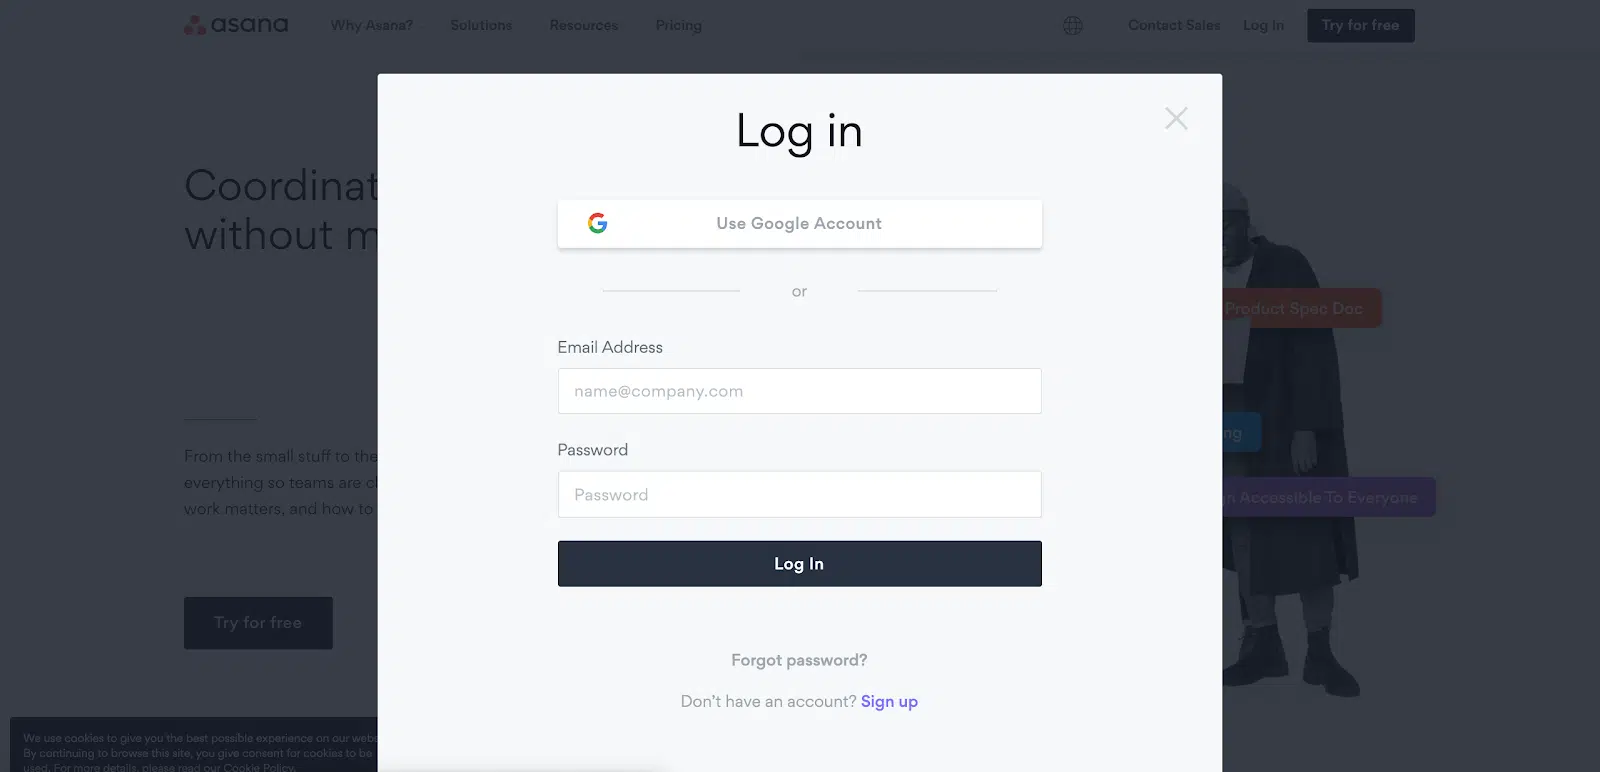 asana
Why Asana?
Solutions
Resources
Pricing
Contact Sales
Log In
Try for free
Log in
Use Google Account
or
Email Address
name@company.com
Password
Password
Log In
Forgot password?
Don't have an account? Sign up
Coordinat
without m
From the small stuff to the
everything so teams are cl
work matters, and how to
Try for free
Product Spec Doc
ng
gn Accessible To Everyone
We use cookies to give you the best possible experience on our webs
By continuing to browse this site, you give consent for cookies to be
used. For more details, please read our Cookie Policy.